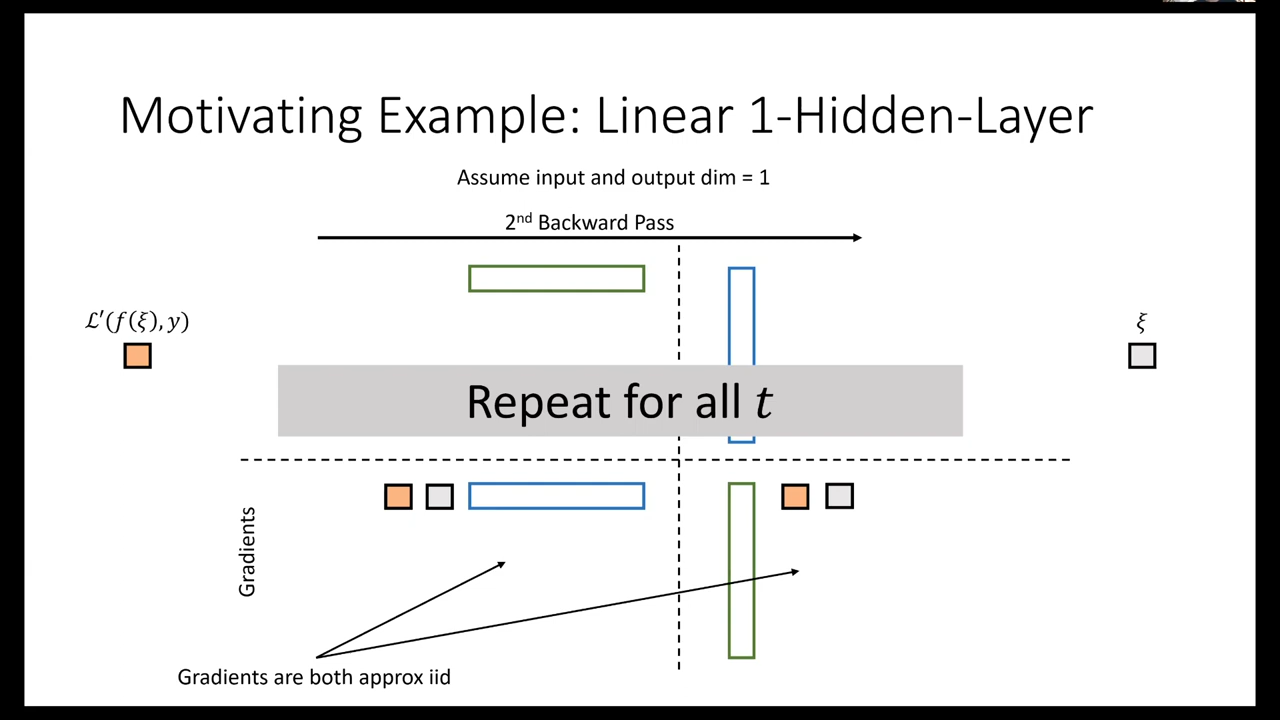 Motivating Example: Linear 1-Hidden-Layer
Assume input and output dim = 1
2nd Backward Pass
ℒ′(f(ξ), y)
ξ
Repeat for all t
Gradients
Gradients are both approx iid